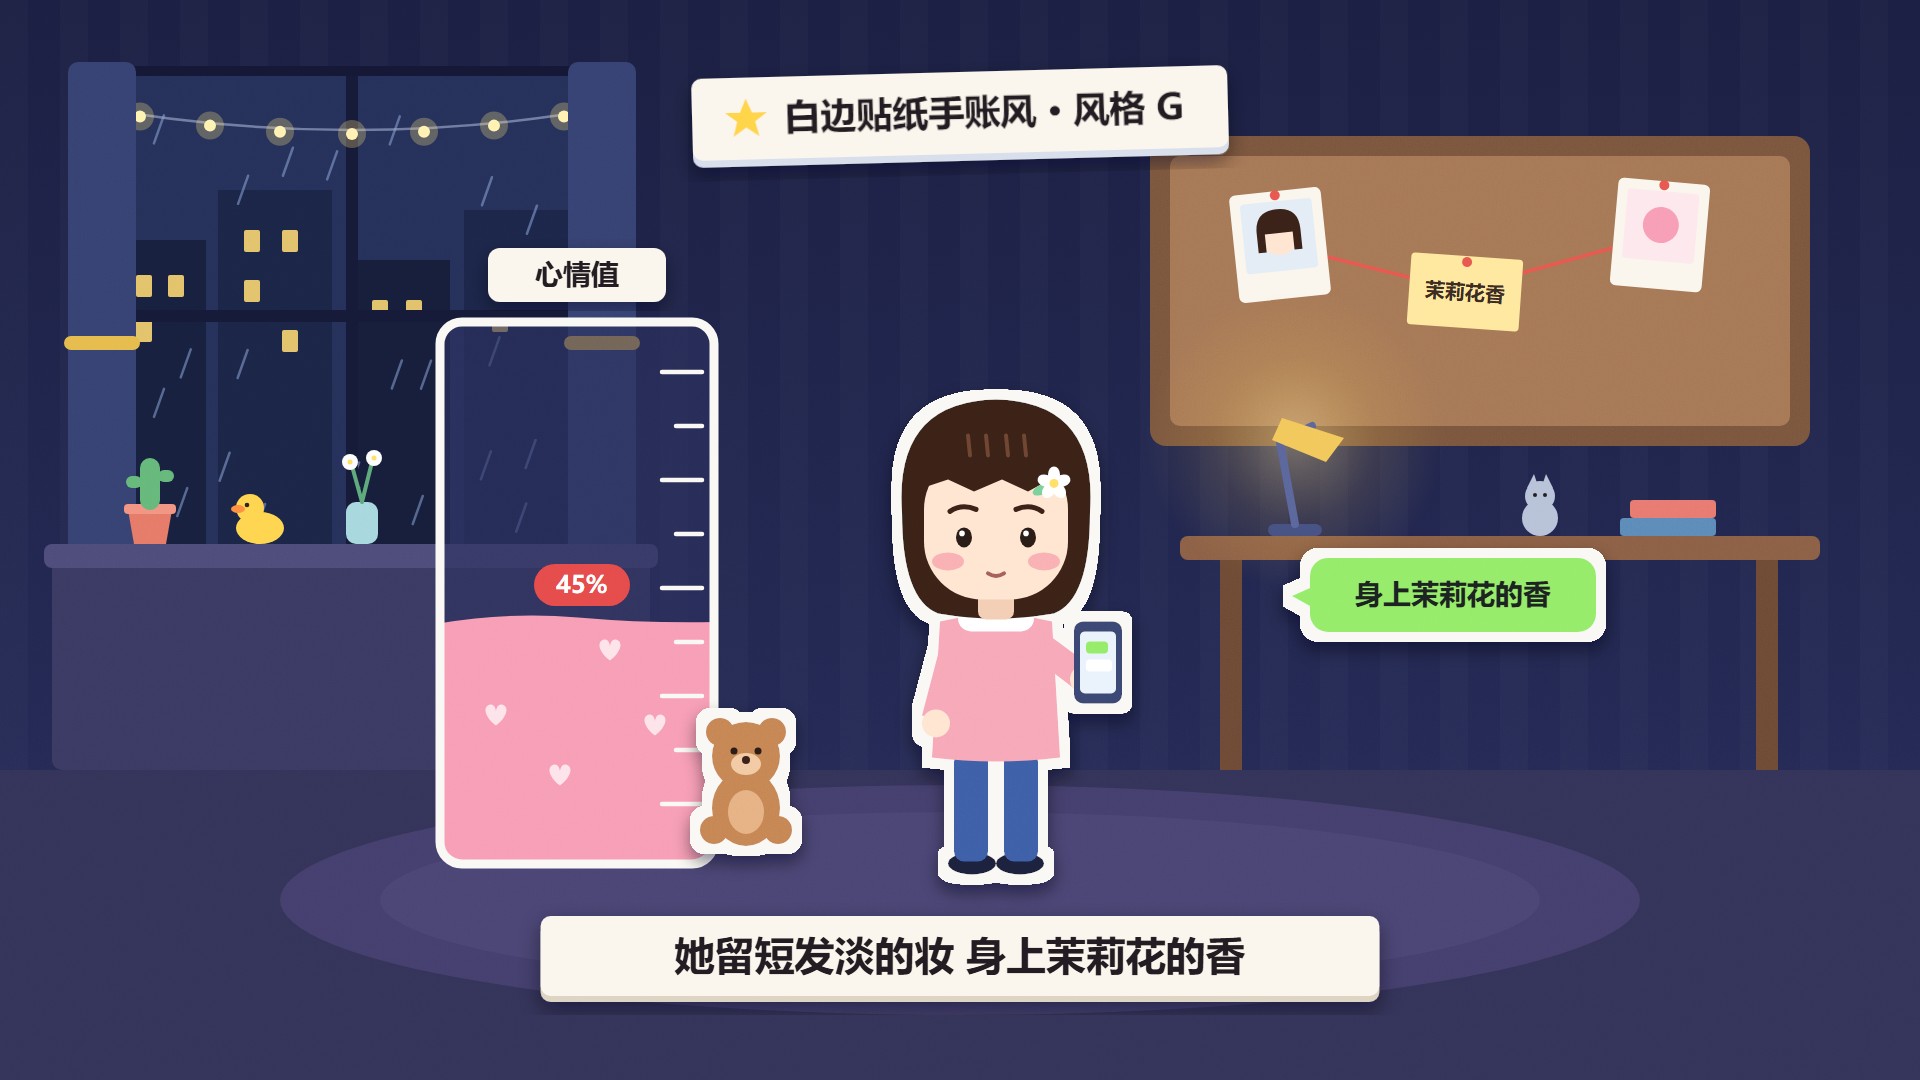 白边贴纸手账风·风格 G
心情值
茉莉花香
45%
身上茉莉花的香
她留短发淡的妆 身上茉莉花的香